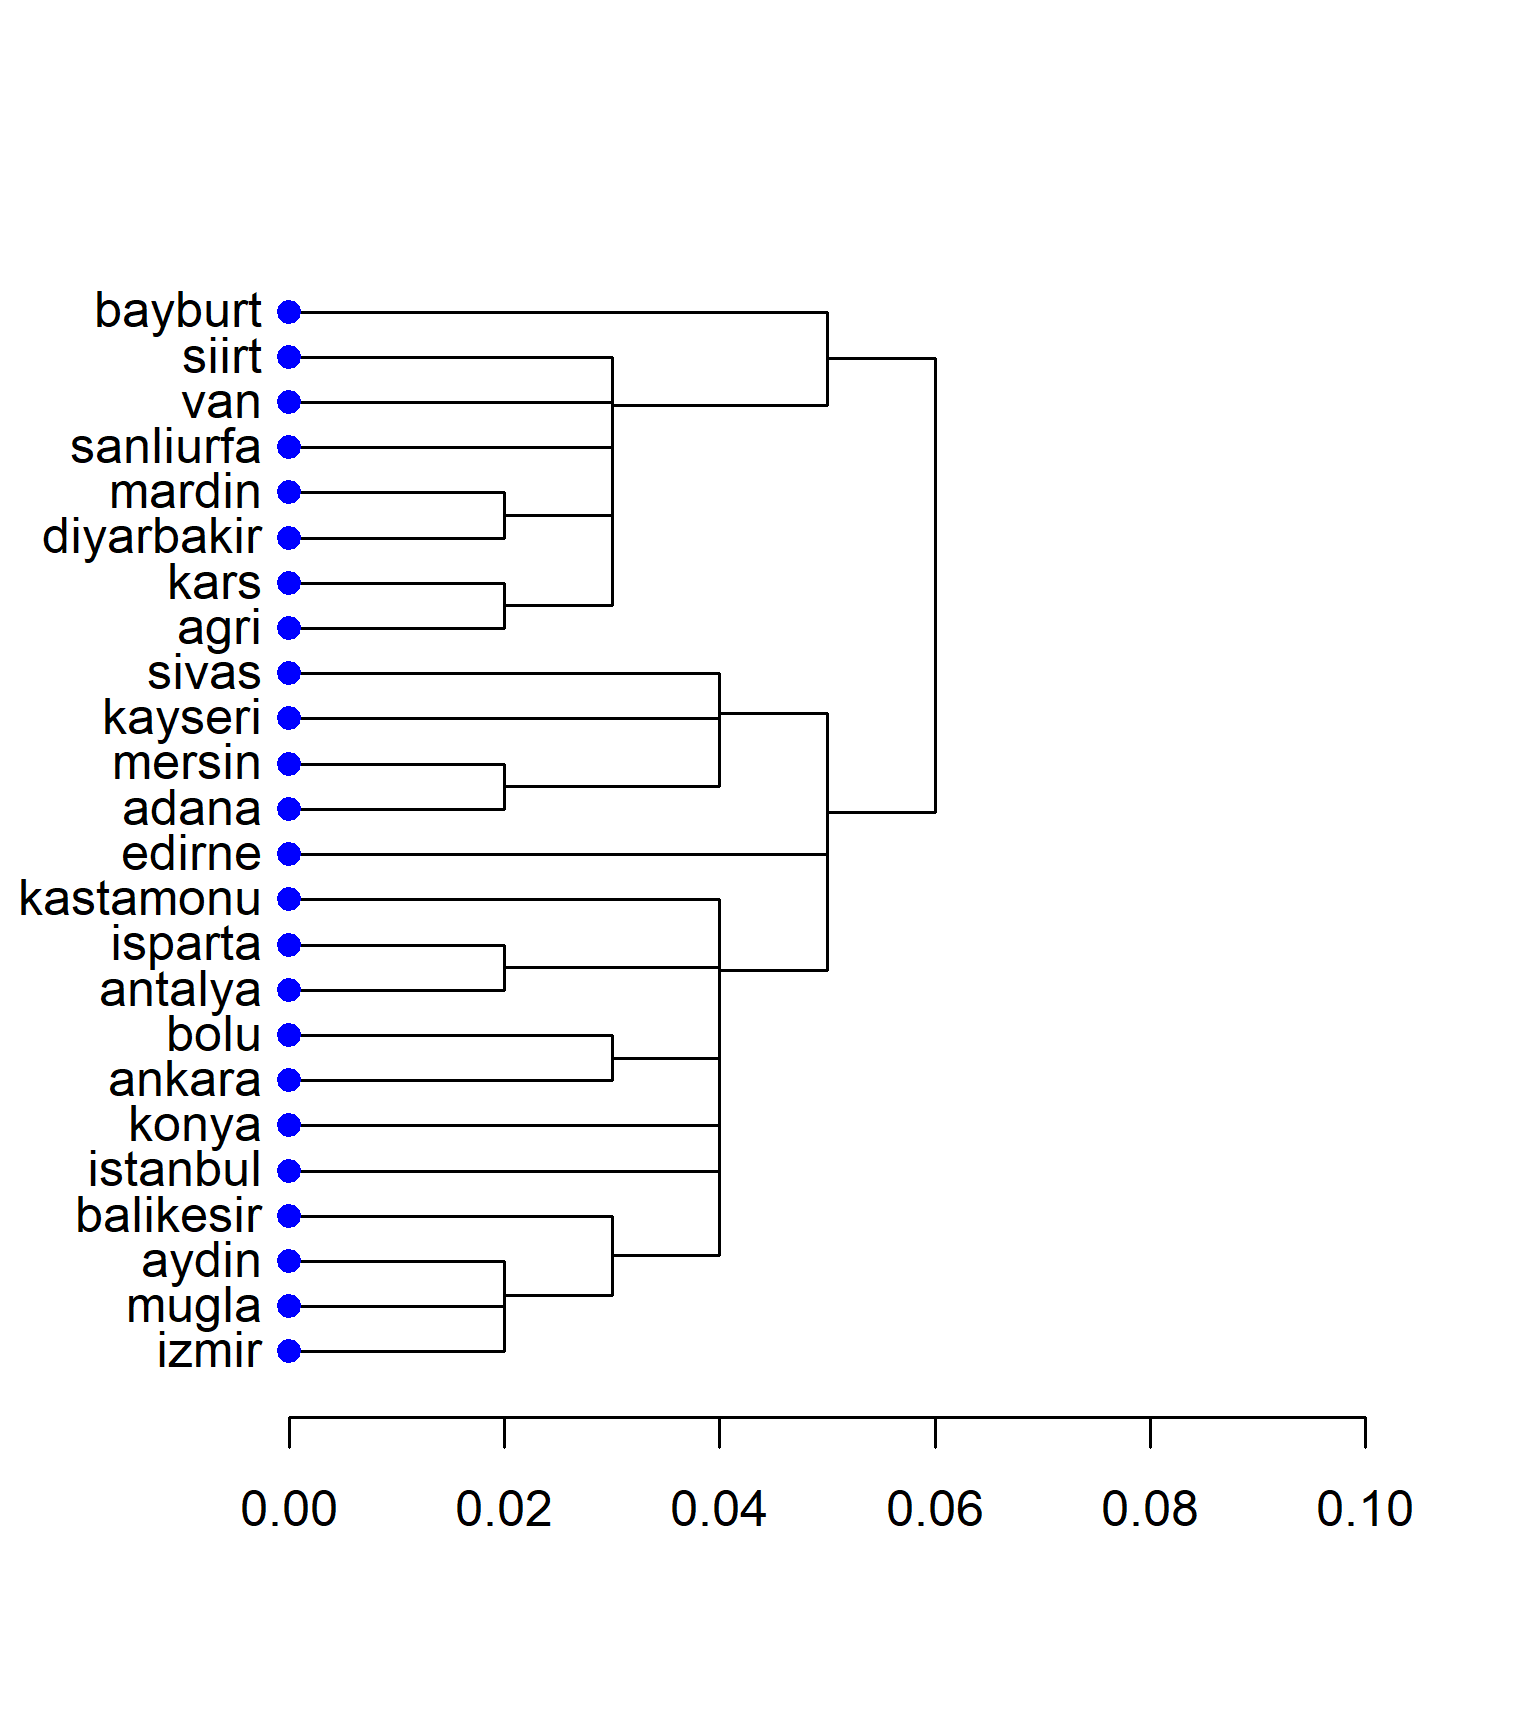 bayburt
siirt
van
sanliurfa
mardin
diyarbakir
kars
agri
sivas
kayseri
mersin
adana
edirne
kastamonu
isparta
antalya
bolu
ankara
konya
istanbul
balikesir
aydin
mugla
izmir
0.00 0.02 0.04 0.06 0.08 0.10